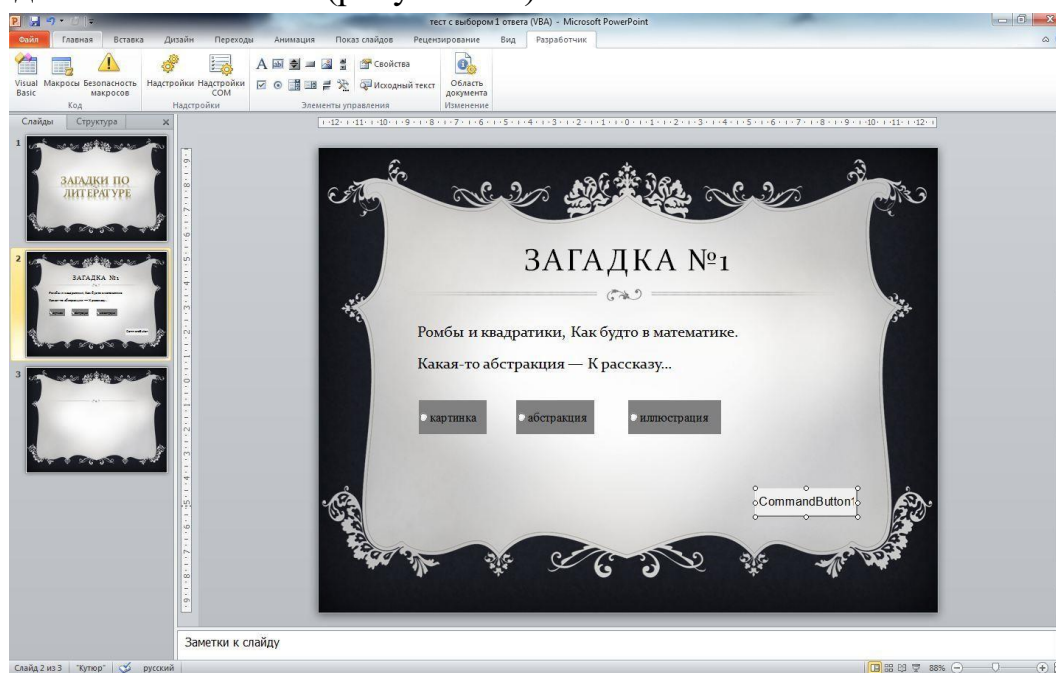 тест с выбором 1 ответа (VBA) - Microsoft PowerPoint
Файл Главная Вставка Дизайн Переходы Анимация Показ слайдов Рецензирование Вид Разработчик
Visual Basic Макросы Безопасность макросов
Надстройки Надстройки COM
Свойства
Исходный текст
Область документа
Код Надстройки Элементы управления Изменение
Слайды Структура
1
ЗАГАДКИ ПО
ЛИТЕРАТУРЕ
2
ЗАГАДКА №1
3
ЗАГАДКА №1
Ромбы и квадратики, Как будто в математике.
Какая-то абстракция — К рассказу...
картинка абстракция иллюстрация
CommandButton1
Заметки к слайду
Слайд 2 из 3 "Кутюр" русский 88%